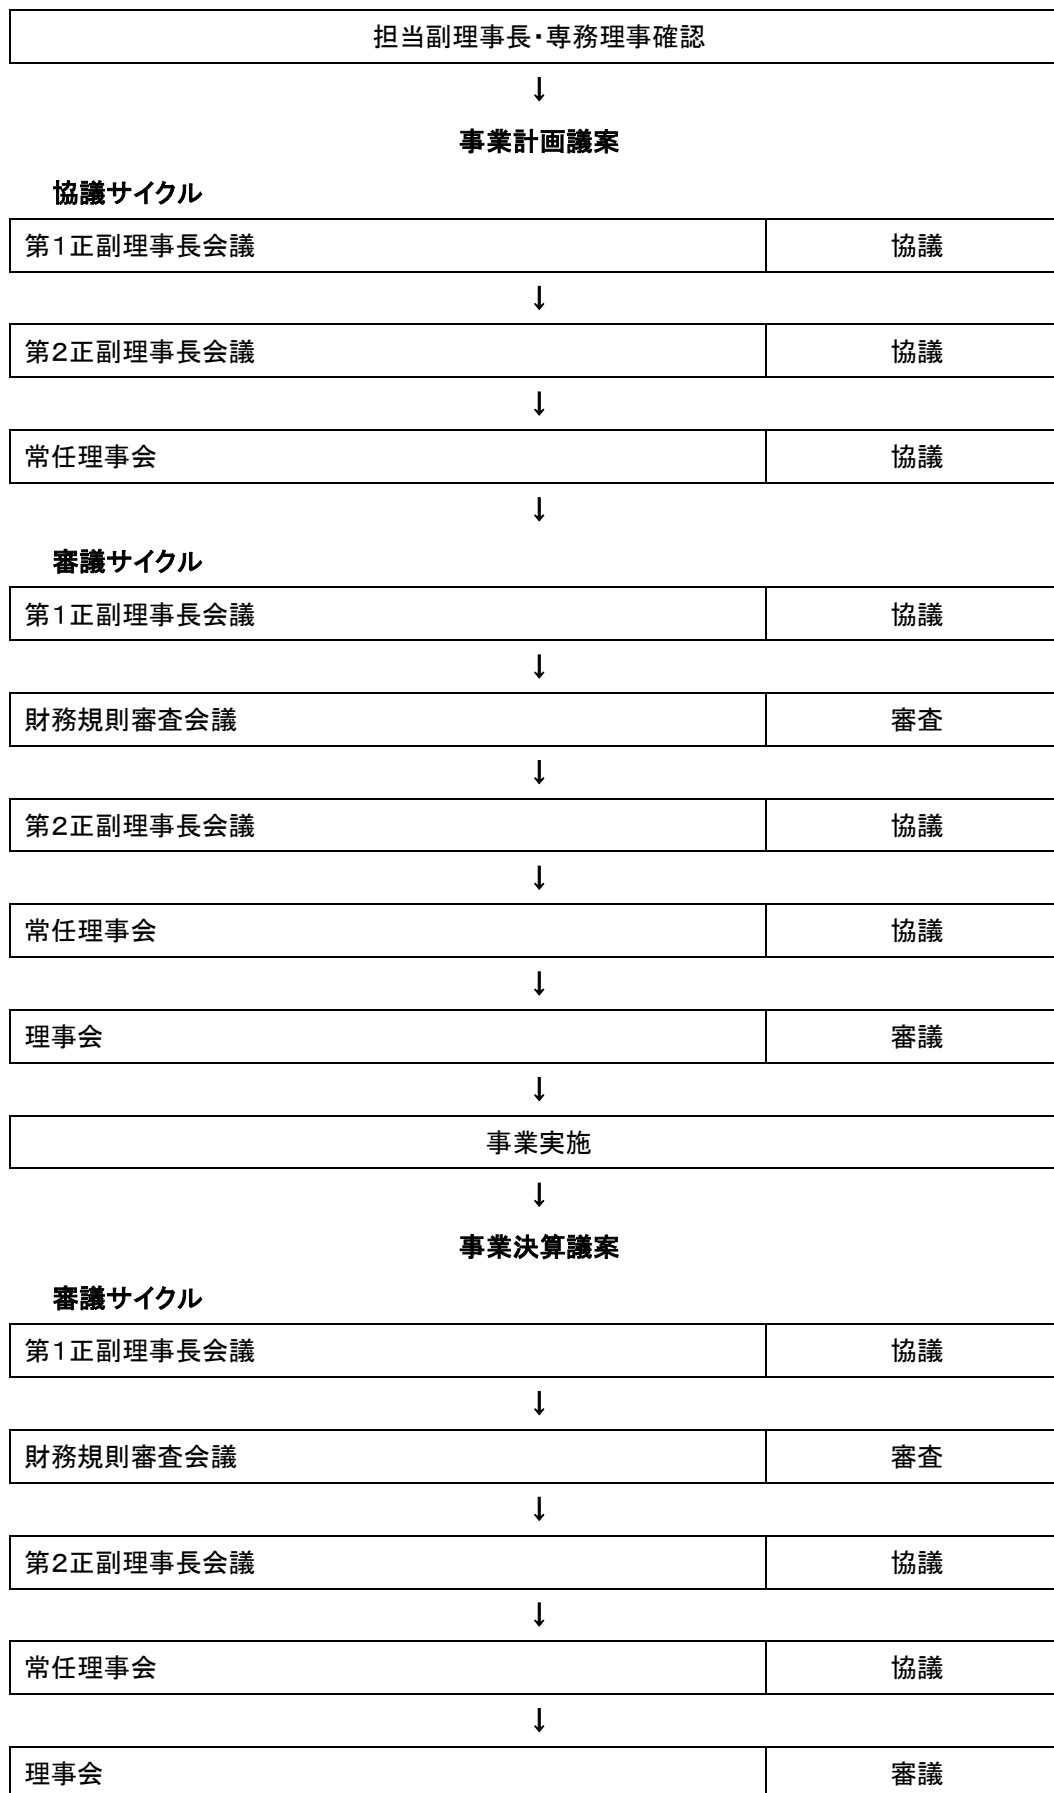 担当副理事長・専務理事確認
↓
事業計画議案
協議サイクル
第1正副理事長会議 協議
↓
第2正副理事長会議 協議
↓
常任理事会 協議
↓
審議サイクル
第1正副理事長会議 協議
↓
財務規則審査会議 審査
↓
第2正副理事長会議 協議
↓
常任理事会 協議
↓
理事会 審議
↓
事業実施
↓
事業決算議案
審議サイクル
第1正副理事長会議 協議
↓
財務規則審査会議 審査
↓
第2正副理事長会議 協議
↓
常任理事会 協議
↓
理事会 審議